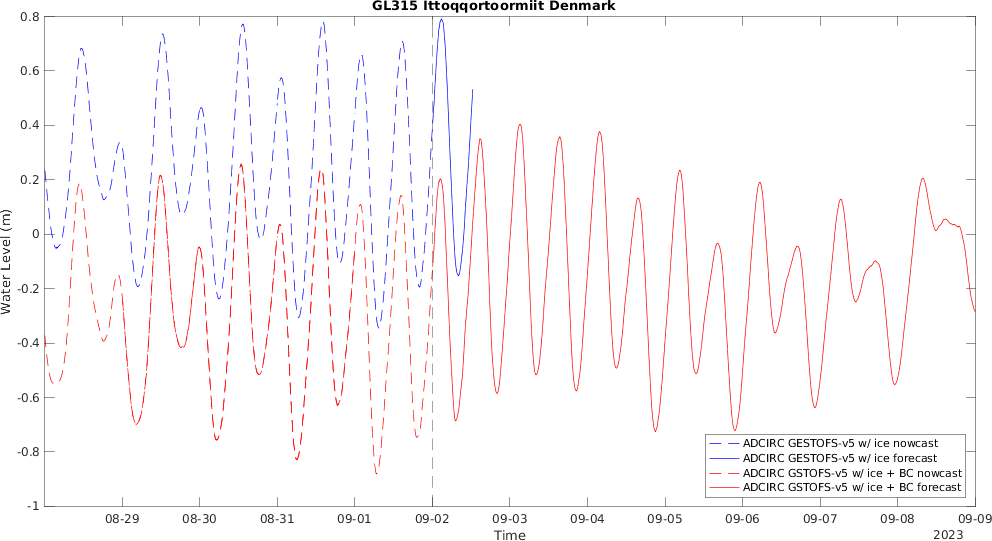 GL315 Ittoqqortoormiit Denmark
0.8
0.6
0.4
0.2
0
-0.2
-0.4
-0.6
-0.8
-1
Water Level (m)
ADCIRC GESTOFS-v5 w/ ice nowcast
ADCIRC GESTOFS-v5 w/ ice forecast
ADCIRC GSTOFS-v5 w/ ice + BC nowcast
ADCIRC GSTOFS-v5 w/ ice + BC forecast
08-29 08-30 08-31 09-01 09-02 09-03 09-04 09-05 09-06 09-07 09-08 09-09
Time
2023